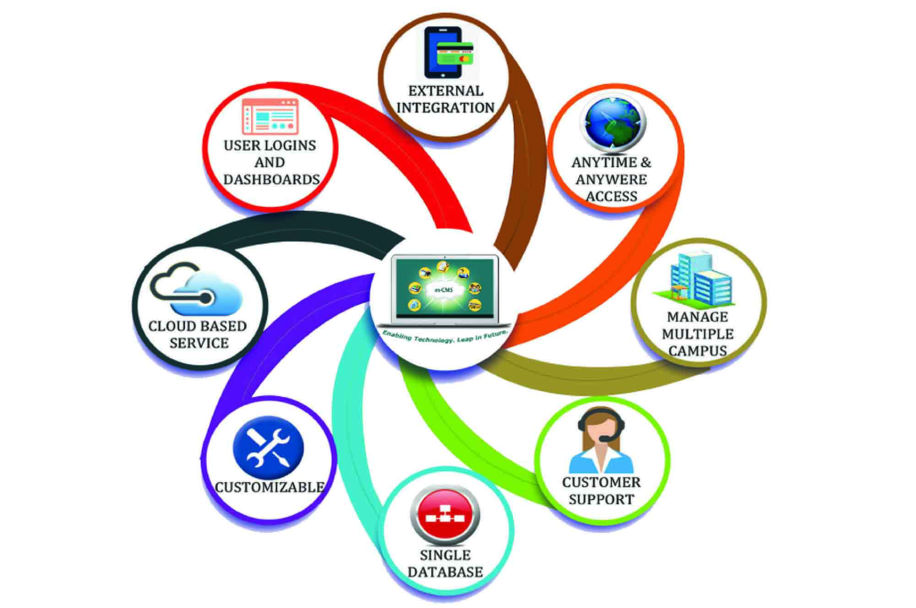 EXTERNAL
INTEGRATION
ANYTIME &
ANYWERE
ACCESS
MANAGE
MULTIPLE
CAMPUS
CUSTOMER
SUPPORT
SINGLE
DATABASE
CUSTOMIZABLE
CLOUD BASED
SERVICE
USER LOGINS
AND
DASHBOARDS
m-CMS
Enabling Technology. Leap in Future.